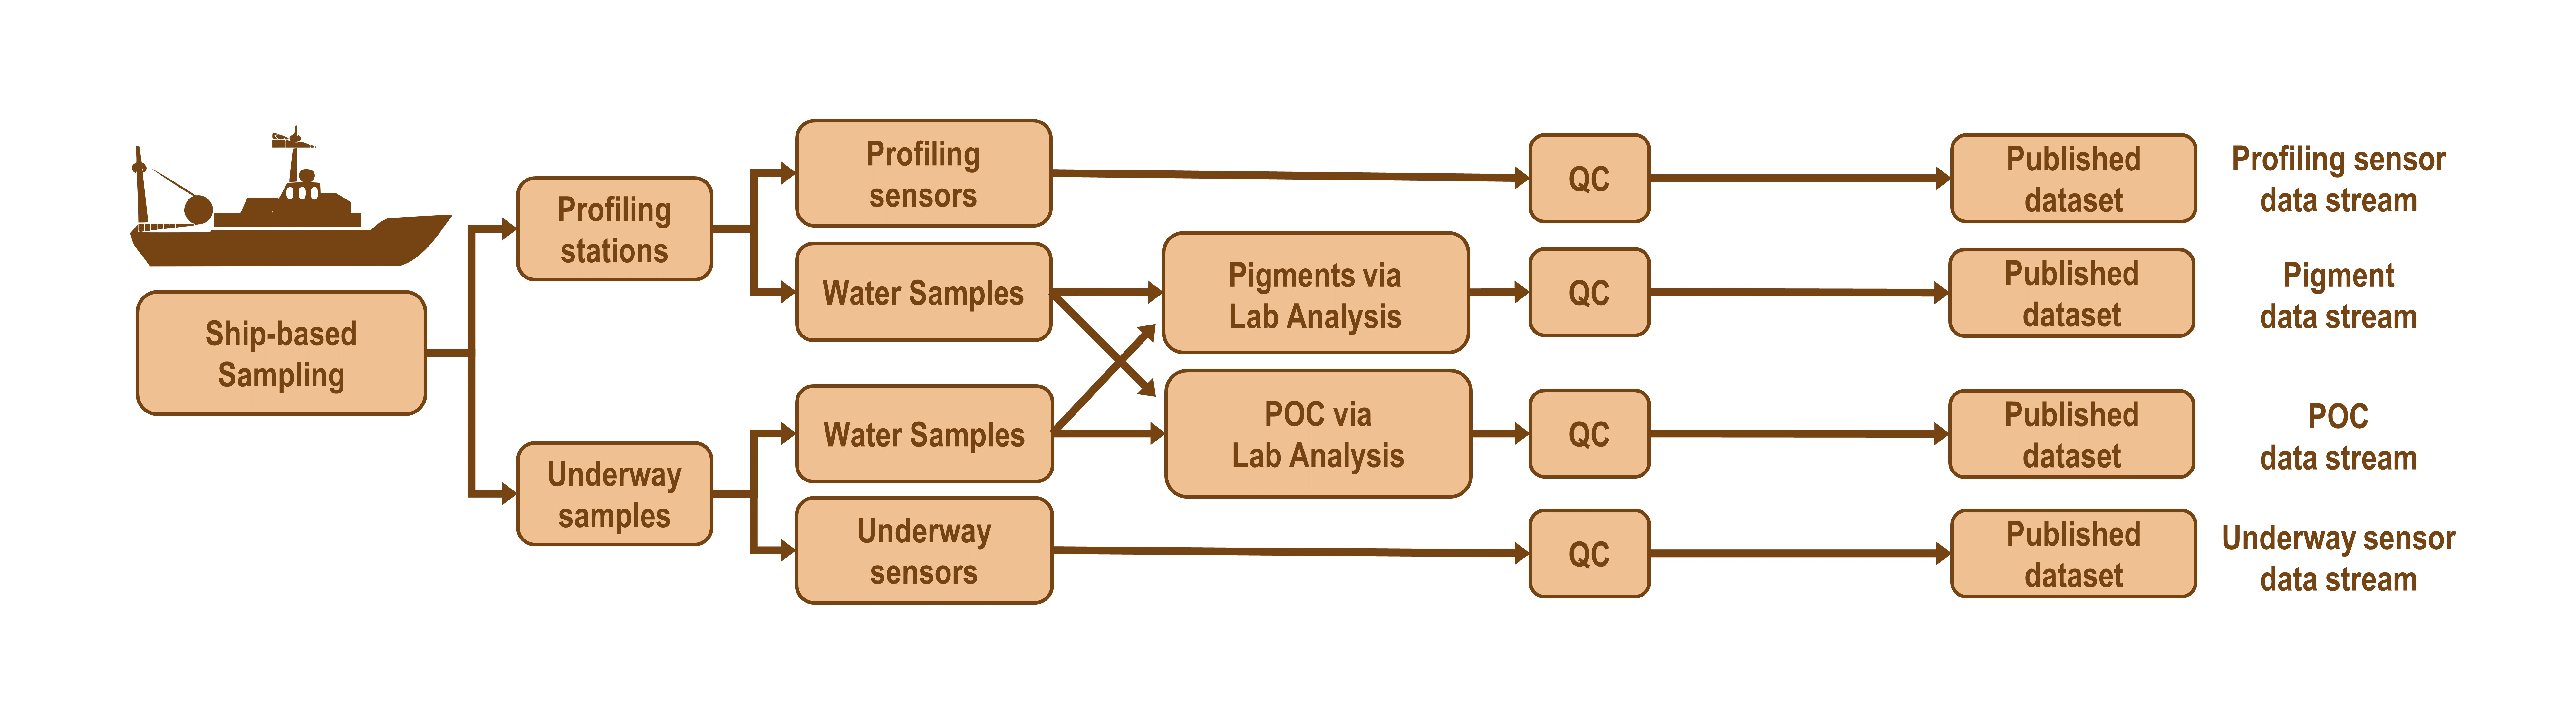 Ship-based
Sampling
Profiling
stations
Underway
samples
Profiling
sensors
Water Samples
Water Samples
Underway
sensors
Pigments via
Lab Analysis
POC via
Lab Analysis
QC
QC
QC
QC
Published
dataset
Published
dataset
Published
dataset
Published
dataset
Profiling sensor
data stream
Pigment
data stream
POC
data stream
Underway sensor
data stream